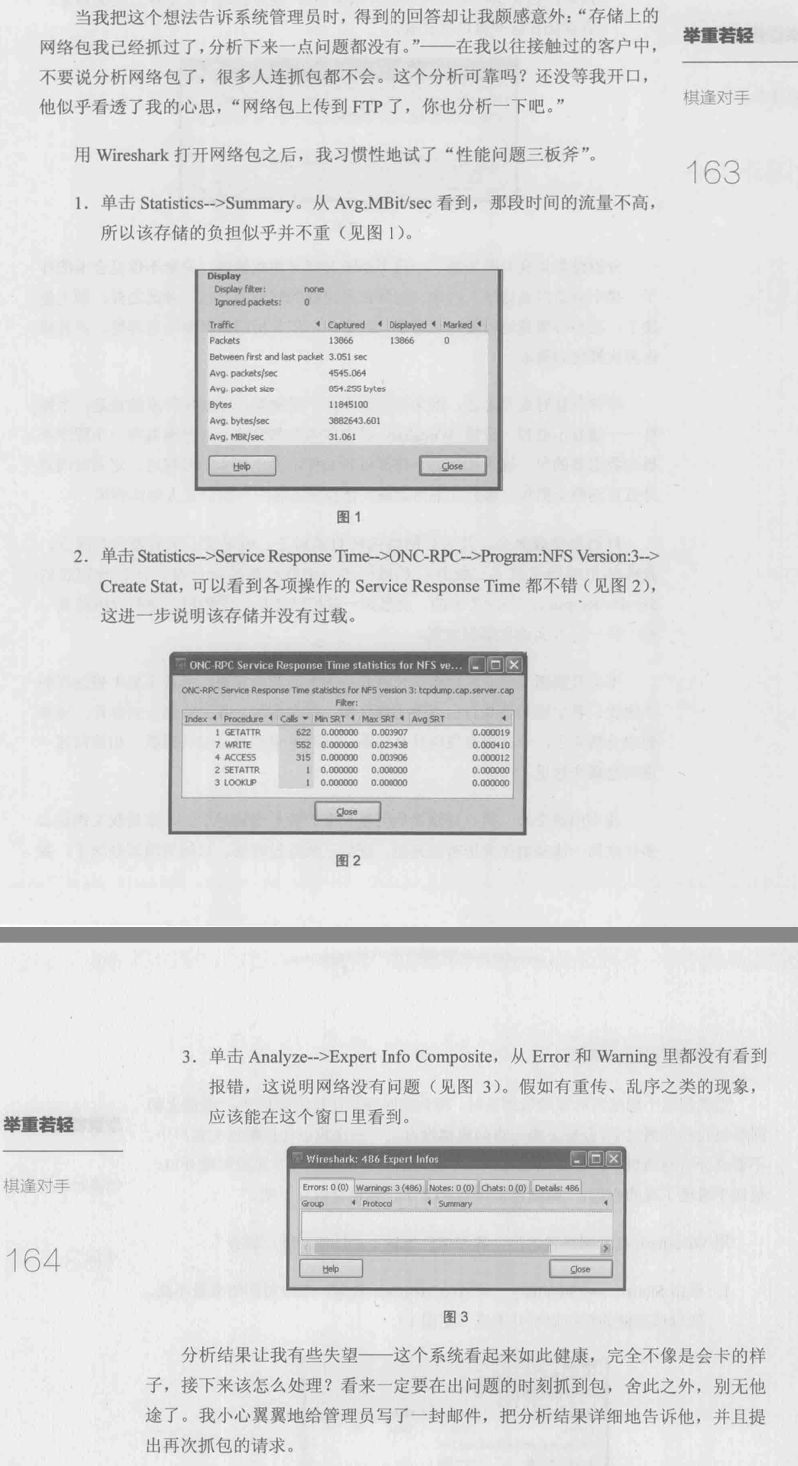 当我把这个想法告诉系统管理员时，得到的回答却让我颇感意外：“存储上的
网络包我已经抓过了，分析下来一点问题都没有。”——在我以往接触过的客户中，
不要说分析网络包了，很多人连抓包都不会。这个分析可靠吗？还没等我开口，
他似乎看透了我的心思，“网络包上传到 FTP 了，你也分析一下吧。”
举重若轻
棋逢对手
163
用 Wireshark 打开网络包之后，我习惯性地试了“性能问题三板斧”。
1. 单击 Statistics-->Summary。从 Avg.MBit/sec 看到，那段时间的流量不高，
所以该存储的负担似乎并不重（见图 1）。
Display
Display filter: none
Ignored packets: 0
Traffic Captured Displayed Marked
Packets 13866 13866 0
Between first and last packet 3.051 sec
Avg. packets/sec 4545.064
Avg. packet size 854.255 bytes
Bytes 11845100
Avg. bytes/sec 3882643.601
Avg. MBit/sec 31.061
Help Close
图 1
2. 单击 Statistics-->Service Response Time-->ONC-RPC-->Program:NFS Version:3-->
Create Stat，可以看到各项操作的 Service Response Time 都不错（见图 2），
这进一步说明该存储并没有过载。
ONC-RPC Service Response Time statistics for NFS ve...
ONC-RPC Service Response Time statistics for NFS version 3: tcpdump.cap.server.cap
Filter:
Index Procedure Calls Min SRT Max SRT Avg SRT
1 GETATTR 622 0.000000 0.003907 0.000019
7 WRITE 552 0.000000 0.023438 0.000410
4 ACCESS 315 0.000000 0.003906 0.000012
2 SETATTR 1 0.000000 0.000000 0.000000
3 LOOKUP 1 0.000000 0.000000 0.000000
Close
图 2
3. 单击 Analyze-->Expert Info Composite，从 Error 和 Warning 里都没有看到
报错，这说明网络没有问题（见图 3）。假如有重传、乱序之类的现象，
应该能在这个窗口里看到。
举重若轻
棋逢对手
164
Wireshark: 486 Expert Infos
Errors: 0 (0) Warnings: 3 (486) Notes: 0 (0) Chats: 0 (0) Details: 486
Group Protocol Summary
Help Close
图 3
分析结果让我有些失望——这个系统看起来如此健康，完全不像是会卡的样
子，接下来该怎么处理？看来一定要在出问题的时刻抓到包，舍此之外，别无他
途了。我小心翼翼地给管理员写了一封邮件，把分析结果详细地告诉他，并且提
出再次抓包的请求。